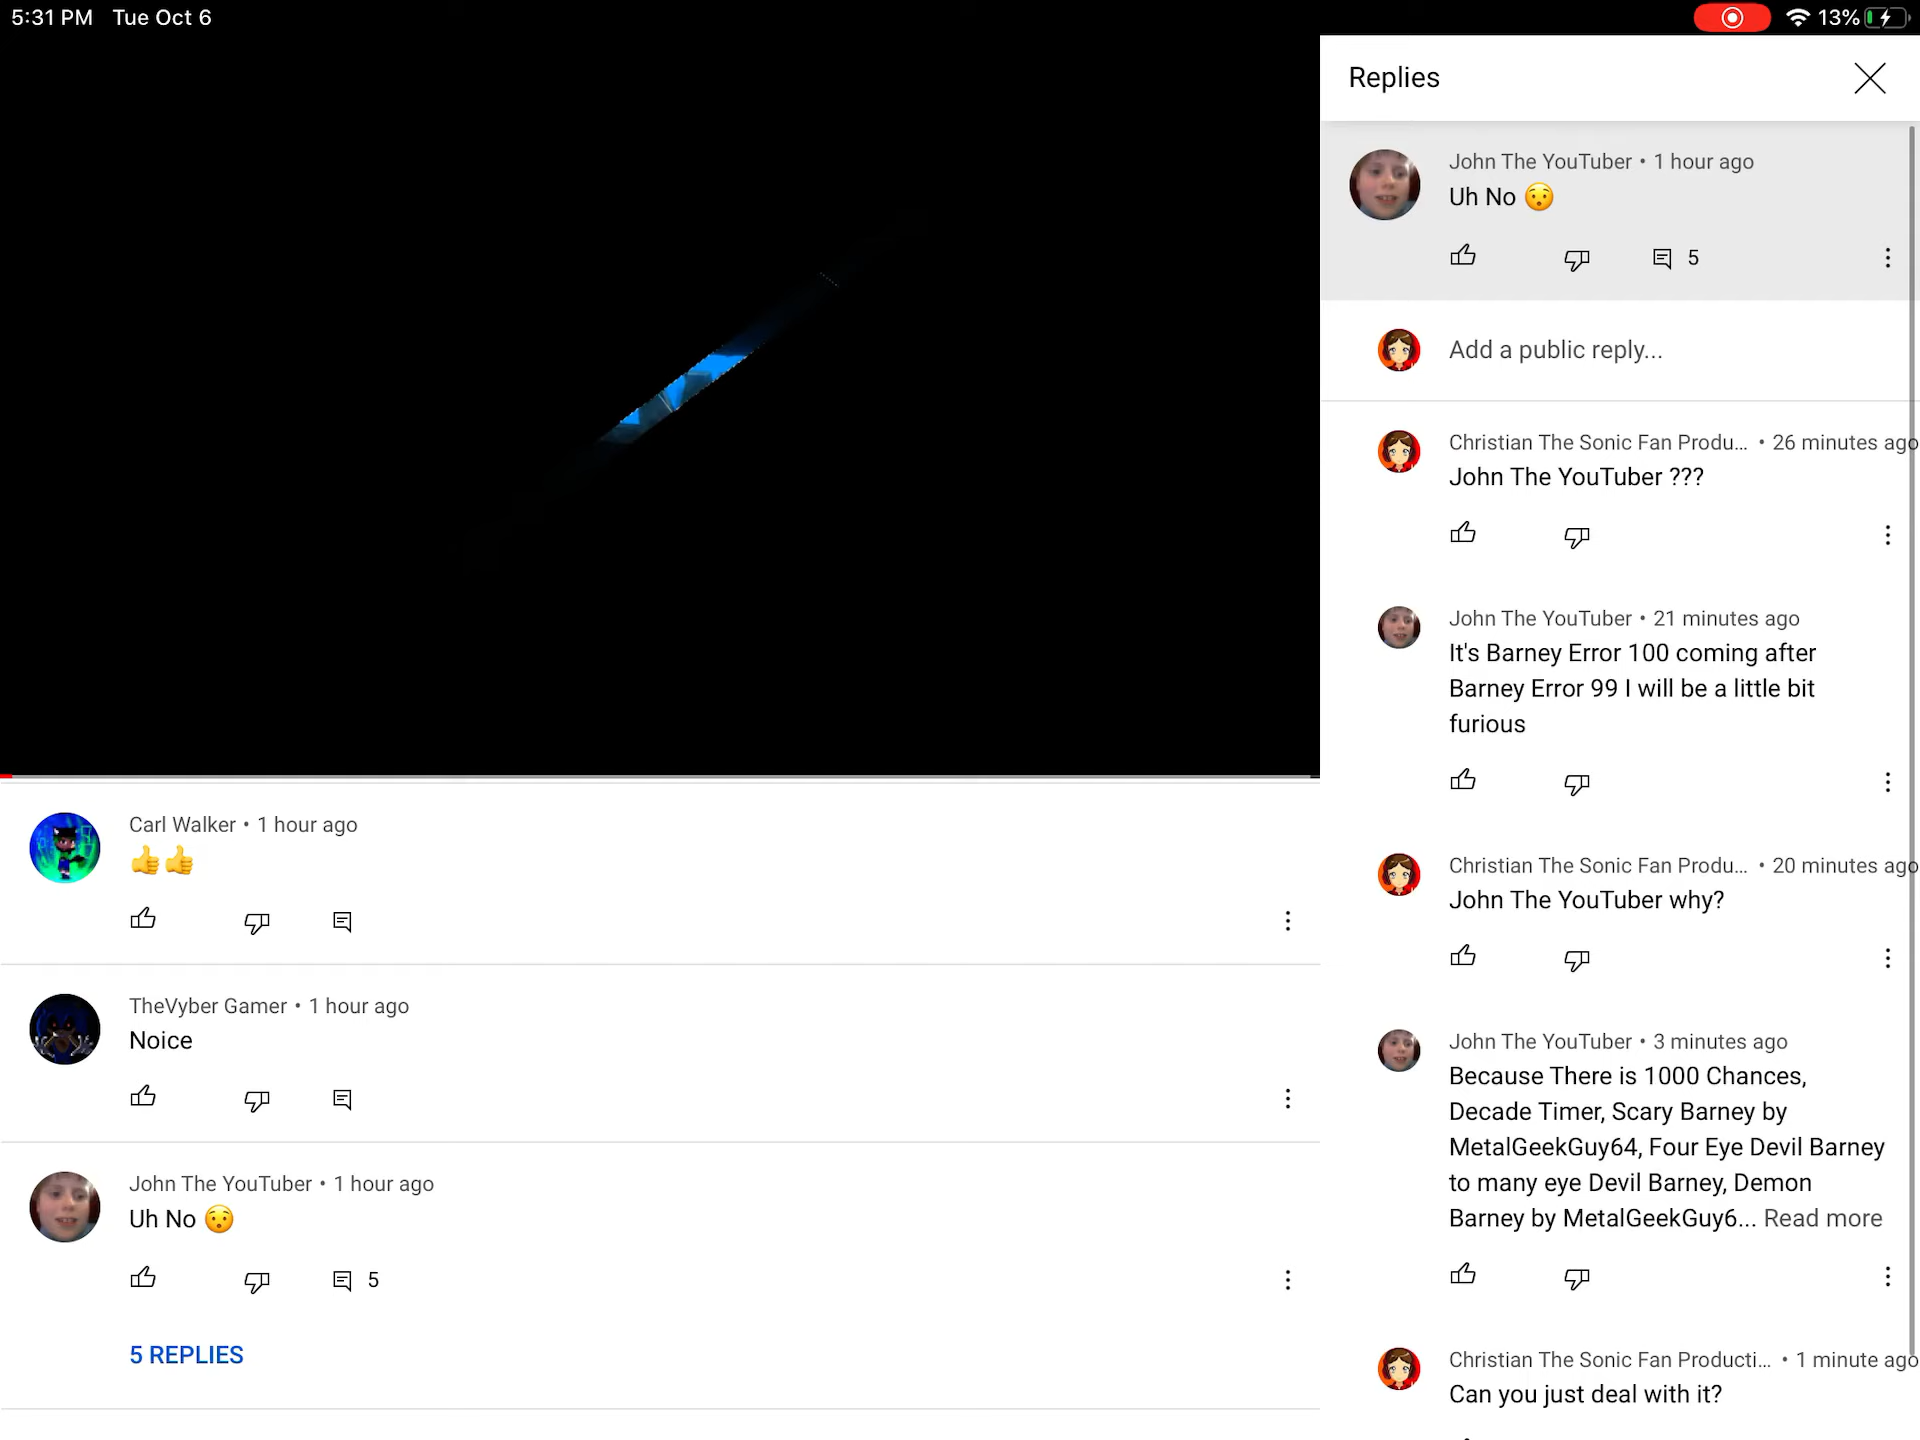 5:31 PM Tue Oct 6
13%
Replies
John The YouTuber • 1 hour ago
Uh No 😯
5
Add a public reply...
Christian The Sonic Fan Produ... • 26 minutes ago
John The YouTuber ???
John The YouTuber • 21 minutes ago
It's Barney Error 100 coming after
Barney Error 99 I will be a little bit
furious
Christian The Sonic Fan Produ... • 20 minutes ago
John The YouTuber why?
John The YouTuber • 3 minutes ago
Because There is 1000 Chances,
Decade Timer, Scary Barney by
MetalGeekGuy64, Four Eye Devil Barney
to many eye Devil Barney, Demon
Barney by MetalGeekGuy6... Read more
Christian The Sonic Fan Producti... • 1 minute ago
Can you just deal with it?
Carl Walker • 1 hour ago
👍👍
TheVyber Gamer • 1 hour ago
Noice
John The YouTuber • 1 hour ago
Uh No 😯
5
5 REPLIES